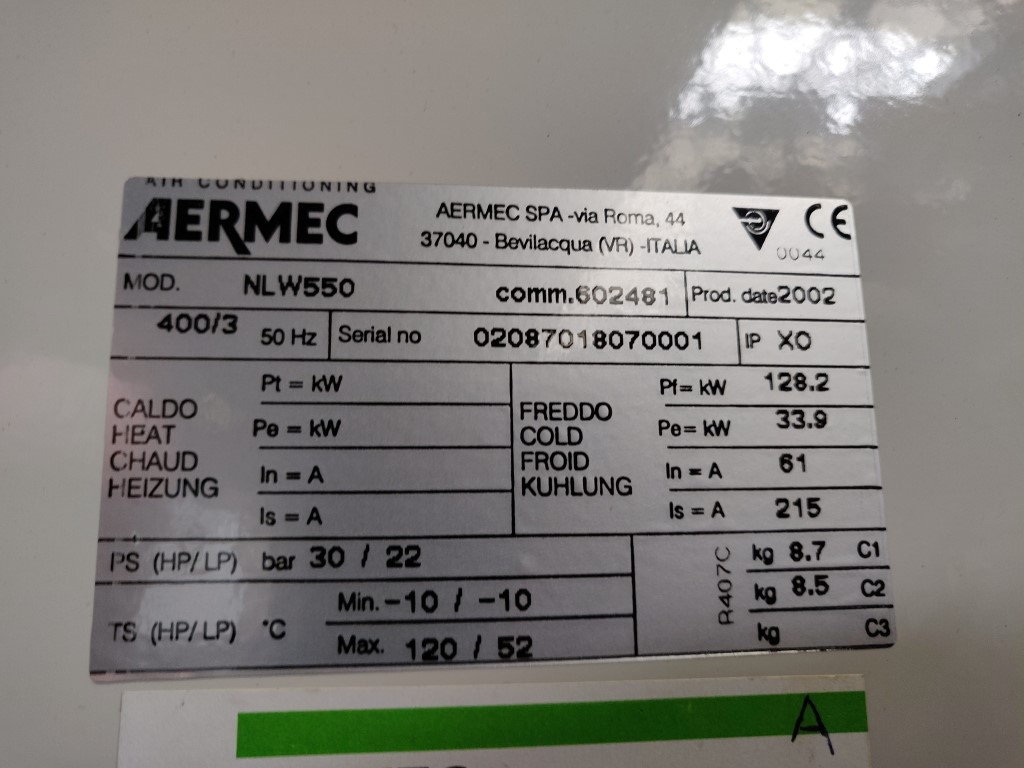 AIR CONDITIONING
AERMEC
AERMEC SPA -via Roma, 44
37040 - Bevilacqua (VR) -ITALIA
CE
0044
MOD. NLW550 comm.602481 Prod. date2002
400/3 50 Hz Serial no 02087018070001 IP XO
CALDO
HEAT
CHAUD
HEIZUNG
Pt = kW
Pe = kW
In = A
Is = A
FREDDO
COLD
FROID
KUHLUNG
Pf= kW 128.2
Pe= kW 33.9
In = A 61
Is = A 215
PS (HP/LP) bar 30 / 22
TS (HP/LP) °C
Min. -10 / -10
Max. 120 / 52
R407C
kg 8.7 C1
kg 8.5 C2
kg C3
A